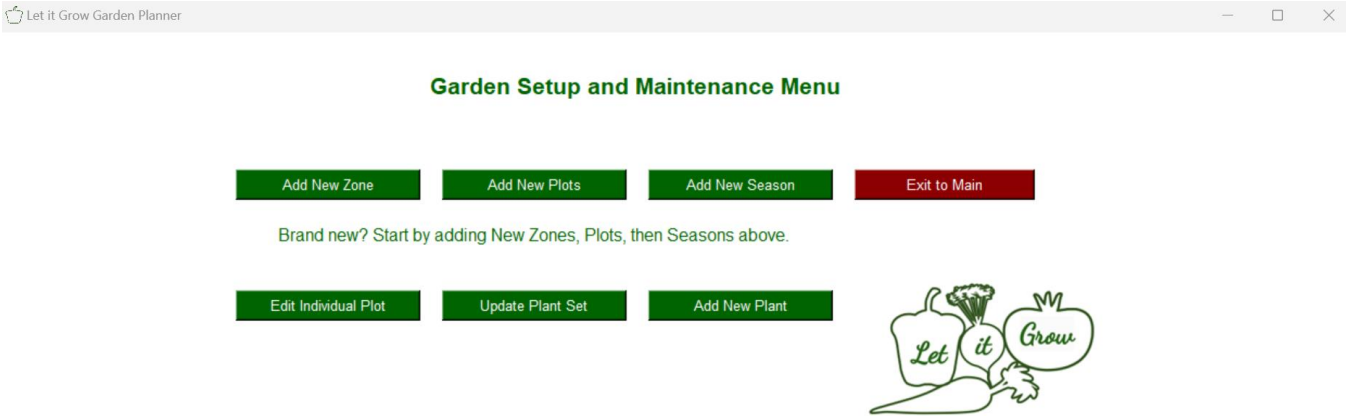 Let it Grow Garden Planner
Garden Setup and Maintenance Menu
Add New Zone
Add New Plots
Add New Season
Exit to Main
Brand new? Start by adding New Zones, Plots, then Seasons above.
Edit Individual Plot
Update Plant Set
Add New Plant
Let it Grow